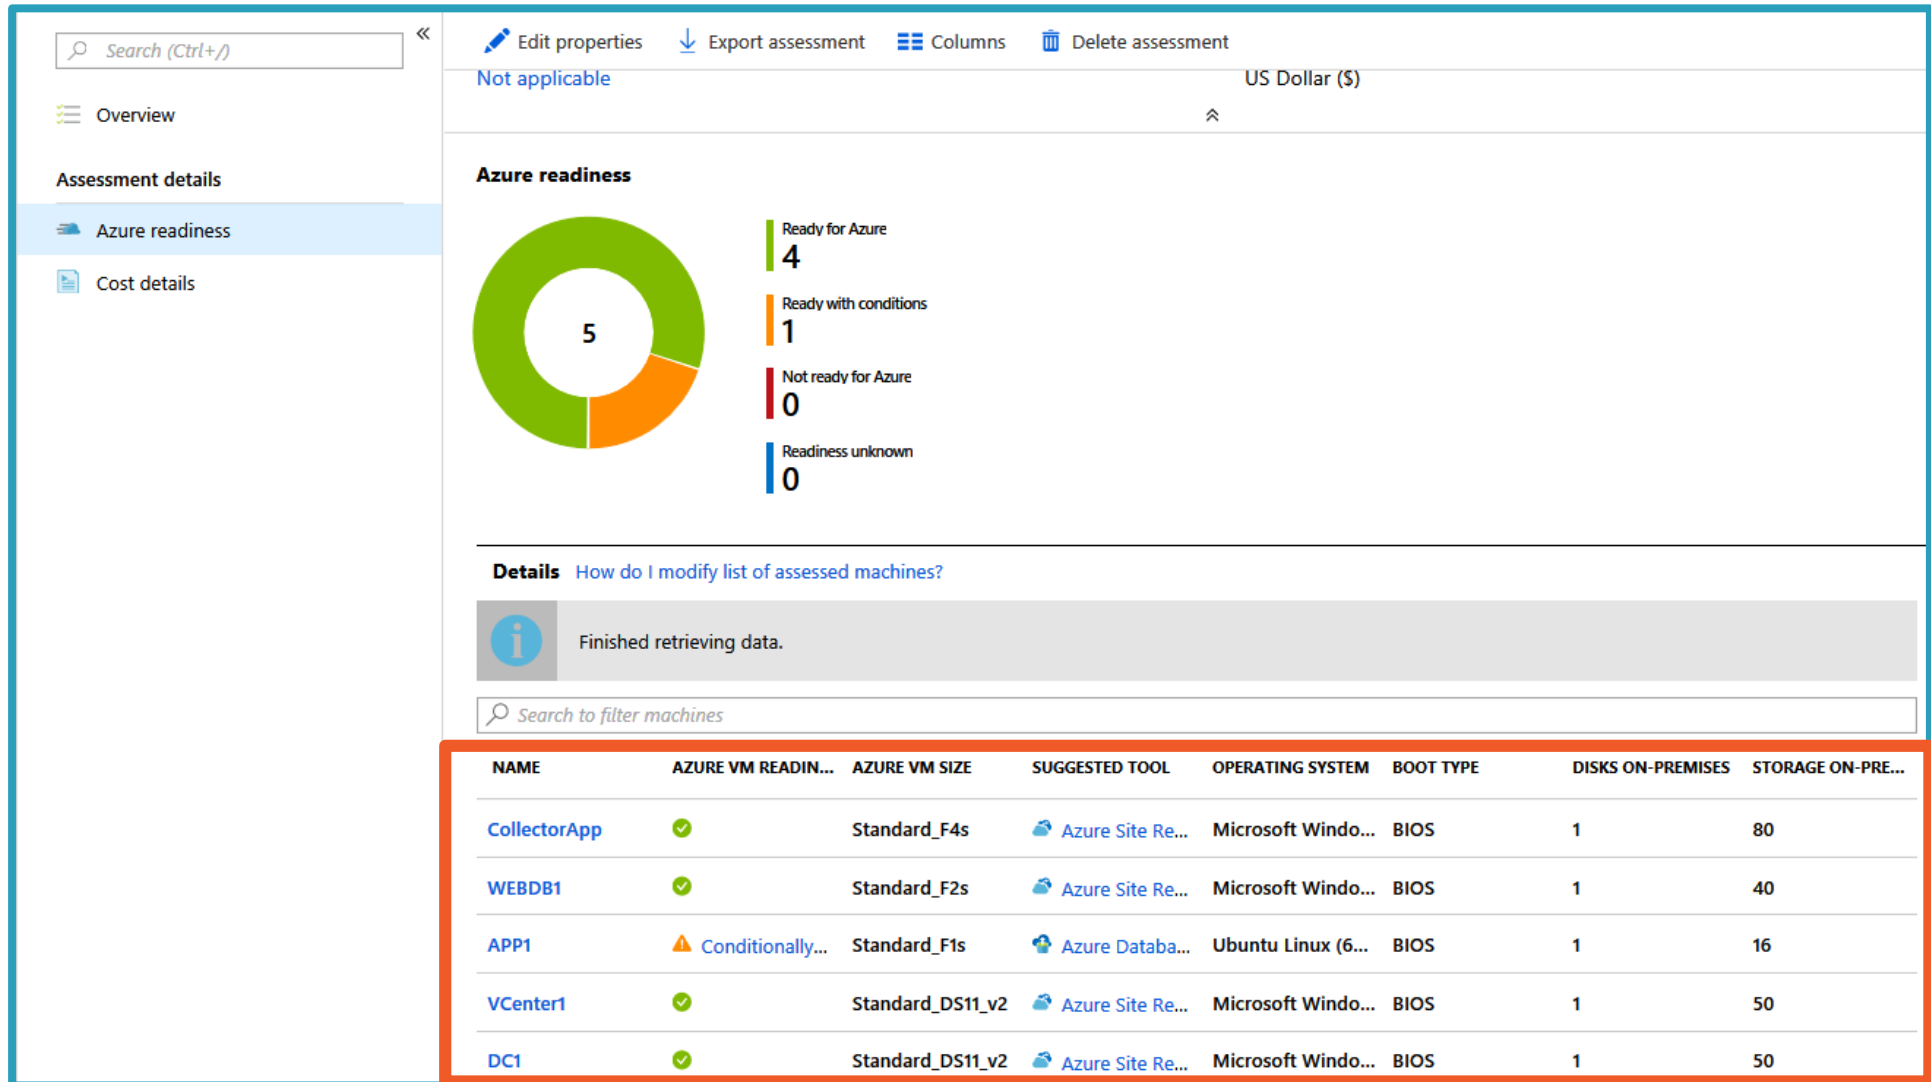 Search (Ctrl+/)
«
Overview
Assessment details
Azure readiness
Cost details
Edit properties
Export assessment
Columns
Delete assessment
Not applicable
US Dollar ($)
Azure readiness
5
Ready for Azure
4
Ready with conditions
1
Not ready for Azure
0
Readiness unknown
0
Details How do I modify list of assessed machines?
Finished retrieving data.
Search to filter machines
NAME AZURE VM READIN... AZURE VM SIZE SUGGESTED TOOL OPERATING SYSTEM BOOT TYPE DISKS ON-PREMISES STORAGE ON-PRE...
CollectorApp Standard_F4s Azure Site Re... Microsoft Windo... BIOS 1 80
WEBDB1 Standard_F2s Azure Site Re... Microsoft Windo... BIOS 1 40
APP1 Conditionally... Standard_F1s Azure Databa... Ubuntu Linux (6... BIOS 1 16
VCenter1 Standard_DS11_v2 Azure Site Re... Microsoft Windo... BIOS 1 50
DC1 Standard_DS11_v2 Azure Site Re... Microsoft Windo... BIOS 1 50